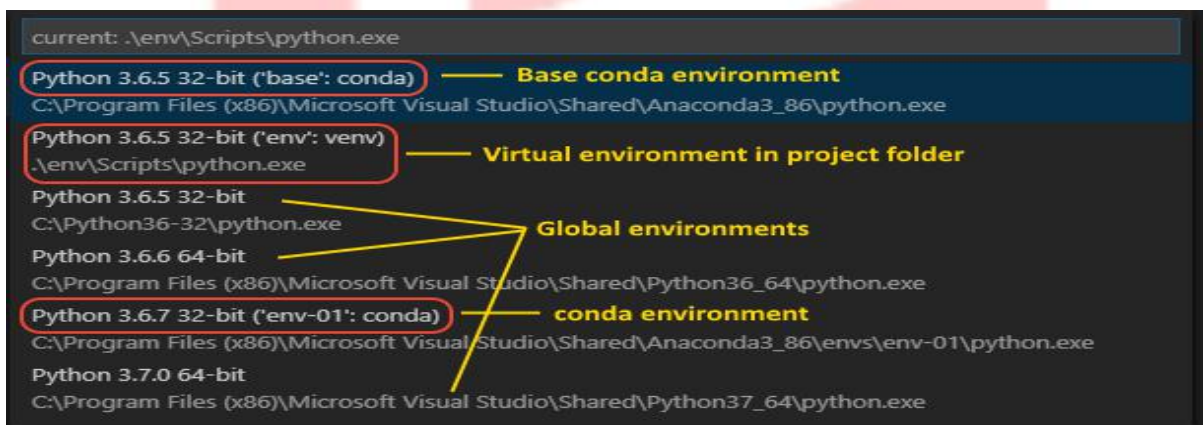 current: .\env\Scripts\python.exe
Python 3.6.5 32-bit ('base': conda) Base conda environment
C:\Program Files (x86)\Microsoft Visual Studio\Shared\Anaconda3_86\python.exe
Python 3.6.5 32-bit ('env': venv)
.\env\Scripts\python.exe Virtual environment in project folder
Python 3.6.5 32-bit
C:\Python36-32\python.exe Global environments
Python 3.6.6 64-bit
C:\Program Files (x86)\Microsoft Visual Studio\Shared\Python36_64\python.exe
Python 3.6.7 32-bit ('env-01': conda) conda environment
C:\Program Files (x86)\Microsoft Visual Studio\Shared\Anaconda3_86\envs\env-01\python.exe
Python 3.7.0 64-bit
C:\Program Files (x86)\Microsoft Visual Studio\Shared\Python37_64\python.exe